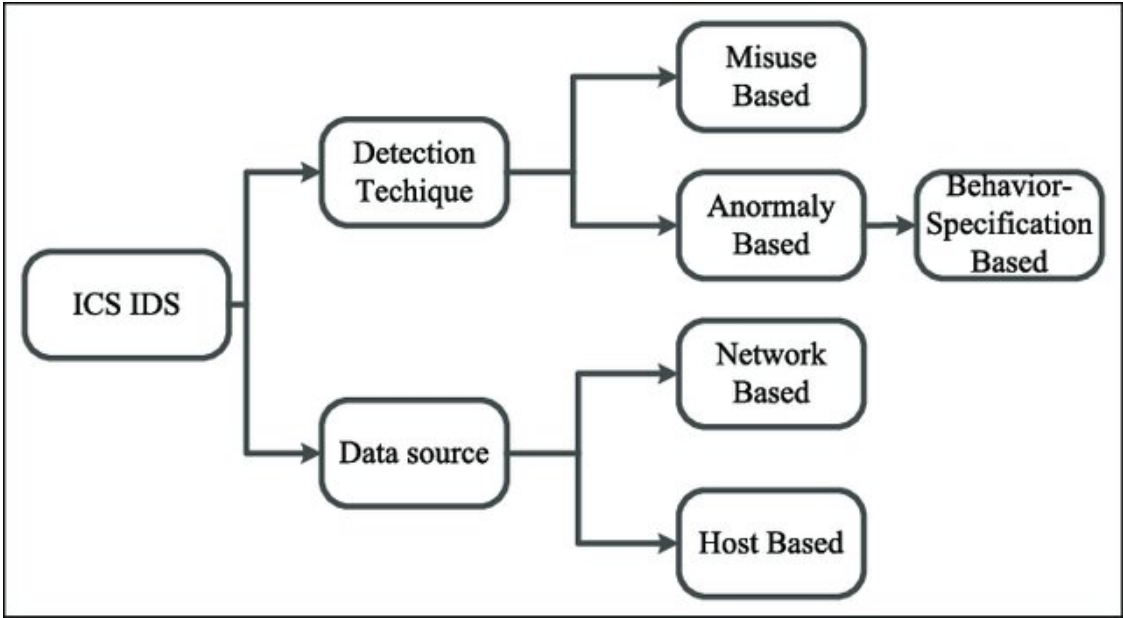 Misuse
Based
Detection
Techique
Anormaly
Based
Behavior-
Specification
Based
ICS IDS
Network
Based
Data source
Host Based